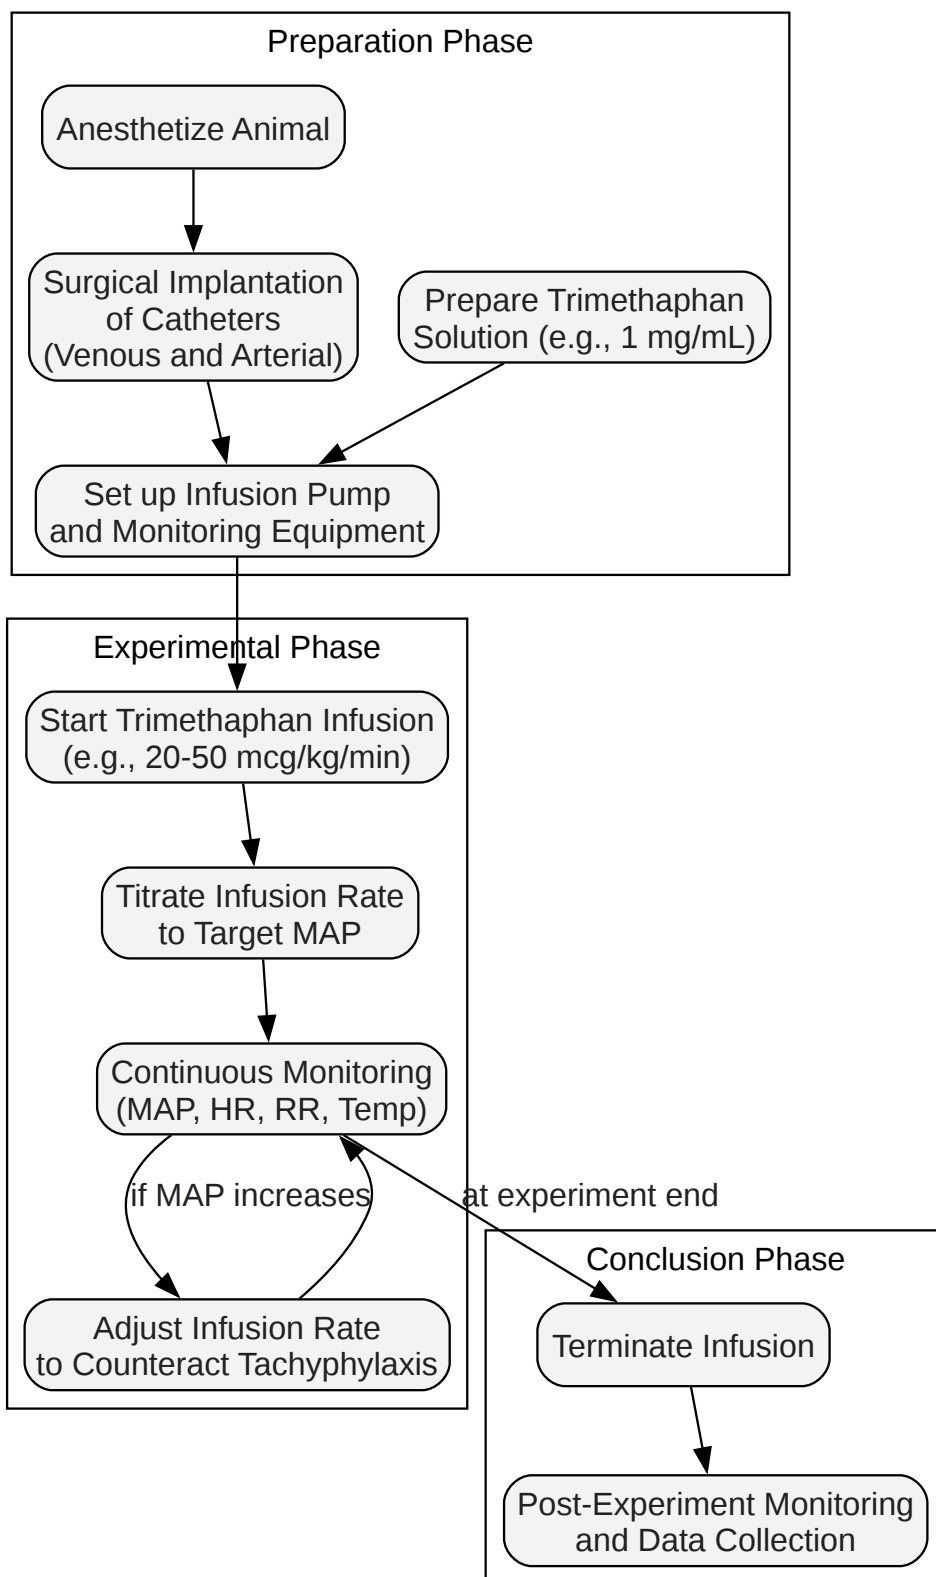 Preparation Phase
Anesthetize Animal
Surgical Implantation
of Catheters
(Venous and Arterial)
Prepare Trimethaphan
Solution (e.g., 1 mg/mL)
Set up Infusion Pump
and Monitoring Equipment
Experimental Phase
Start Trimethaphan Infusion
(e.g., 20-50 mcg/kg/min)
Titrate Infusion Rate
to Target MAP
Continuous Monitoring
(MAP, HR, RR, Temp)
if MAP increases
at experiment end
Adjust Infusion Rate
to Counteract Tachyphylaxis
Conclusion Phase
Terminate Infusion
Post-Experiment Monitoring
and Data Collection